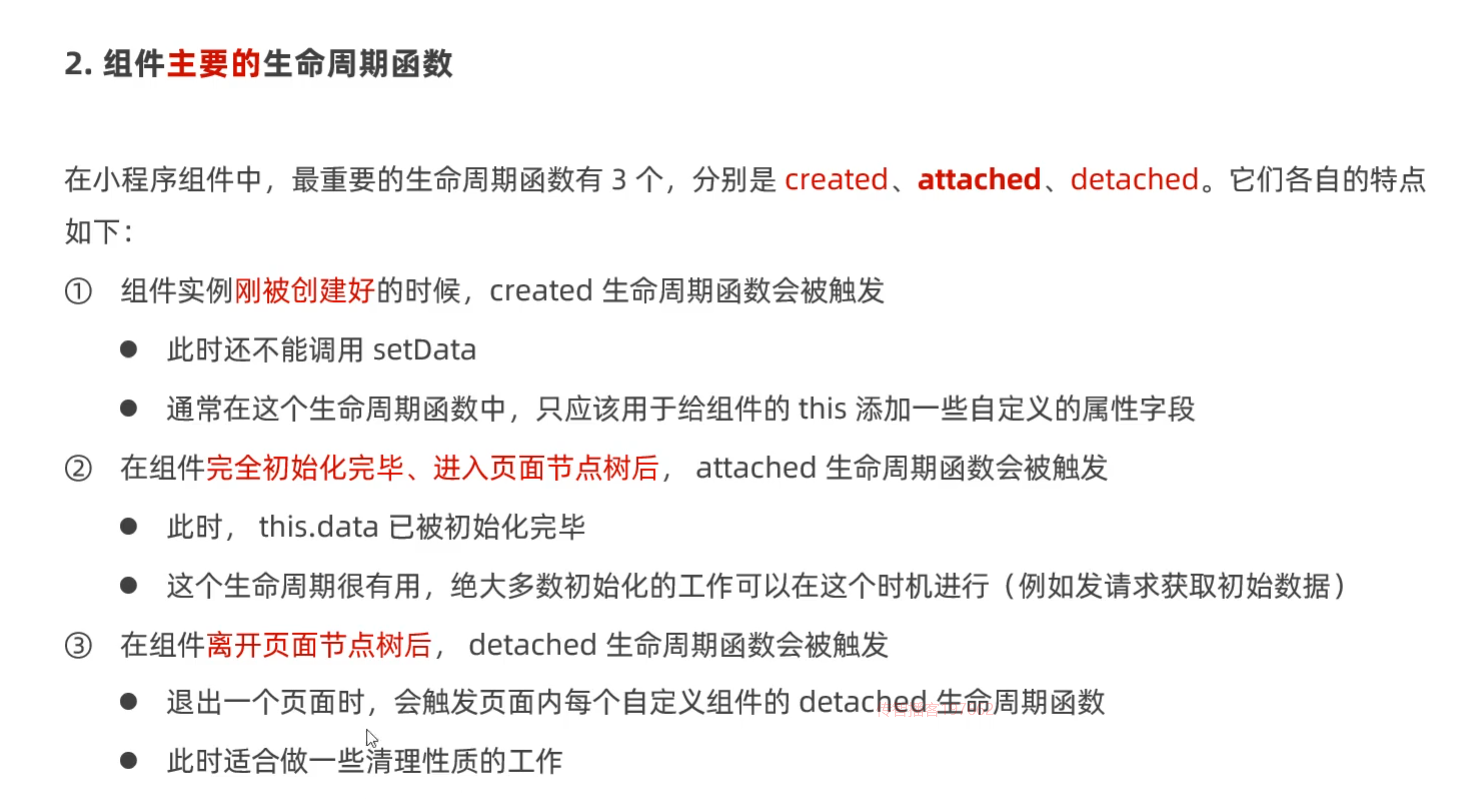 2. 组件主要的生命周期函数
在小程序组件中，最重要的生命周期函数有 3 个，分别是 created、attached、detached。它们各自的特点
如下：
① 组件实例刚被创建好的时候，created 生命周期函数会被触发
● 此时还不能调用 setData
● 通常在这个生命周期函数中，只应该用于给组件的 this 添加一些自定义的属性字段
② 在组件完全初始化完毕、进入页面节点树后， attached 生命周期函数会被触发
● 此时， this.data 已被初始化完毕
● 这个生命周期很有用，绝大多数初始化的工作可以在这个时机进行（例如发请求获取初始数据）
③ 在组件离开页面节点树后， detached 生命周期函数会被触发
● 退出一个页面时，会触发页面内每个自定义组件的 detached 生命周期函数
● 此时适合做一些清理性质的工作